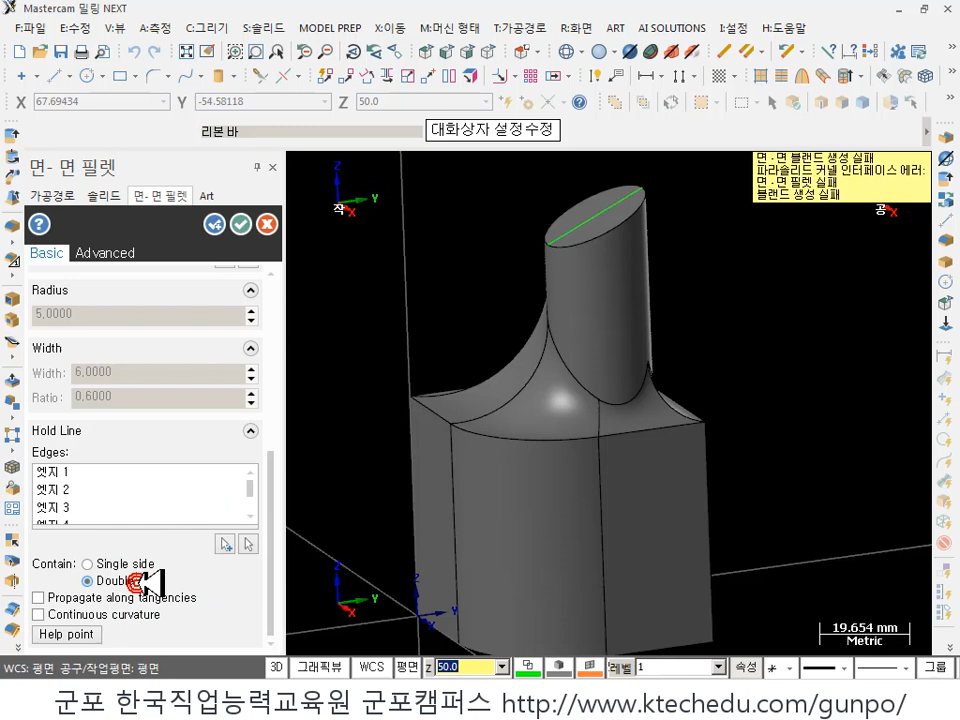 Mastercam 밀링 NEXT
F:파일 E:수정 V:뷰 A:측정 C:그리기 S:솔리드 MODEL PREP X:이동 M:머신 형태 T:가공경로 R:화면 ART AI SOLUTIONS I:설정 H:도움말
X 67.69434 Y -54.58118 Z 50.0
리본 바 대화상자 설정수정
면- 면 필렛
가공경로 솔리드 면-면 필렛 Art
Basic Advanced
Radius
5,0000
Width
Width: 6,0000
Ratio: 0,6000
Hold Line
Edges:
엣지 1
엣지 2
엣지 3
엣지 4
Contain: Single side
Double
Propagate along tangencies
Continuous curvature
Help point
면 - 면 블랜드 생성 실패
파라솔리드 커널 인터페이스 에러:
면 - 면 필렛 실패
블랜드 생성 실패
Z
Y
작 X
공 X
Z
Y
X
Z
Y
X
19.654 mm
Metric
WCS: 평면 공구/작업평면: 평면 3D 그래픽뷰 WCS 평면 Z 50.0 레벨 1 속성 그룹
군포 한국직업능력교육원 군포캠퍼스 http://www.ktechedu.com/gunpo/